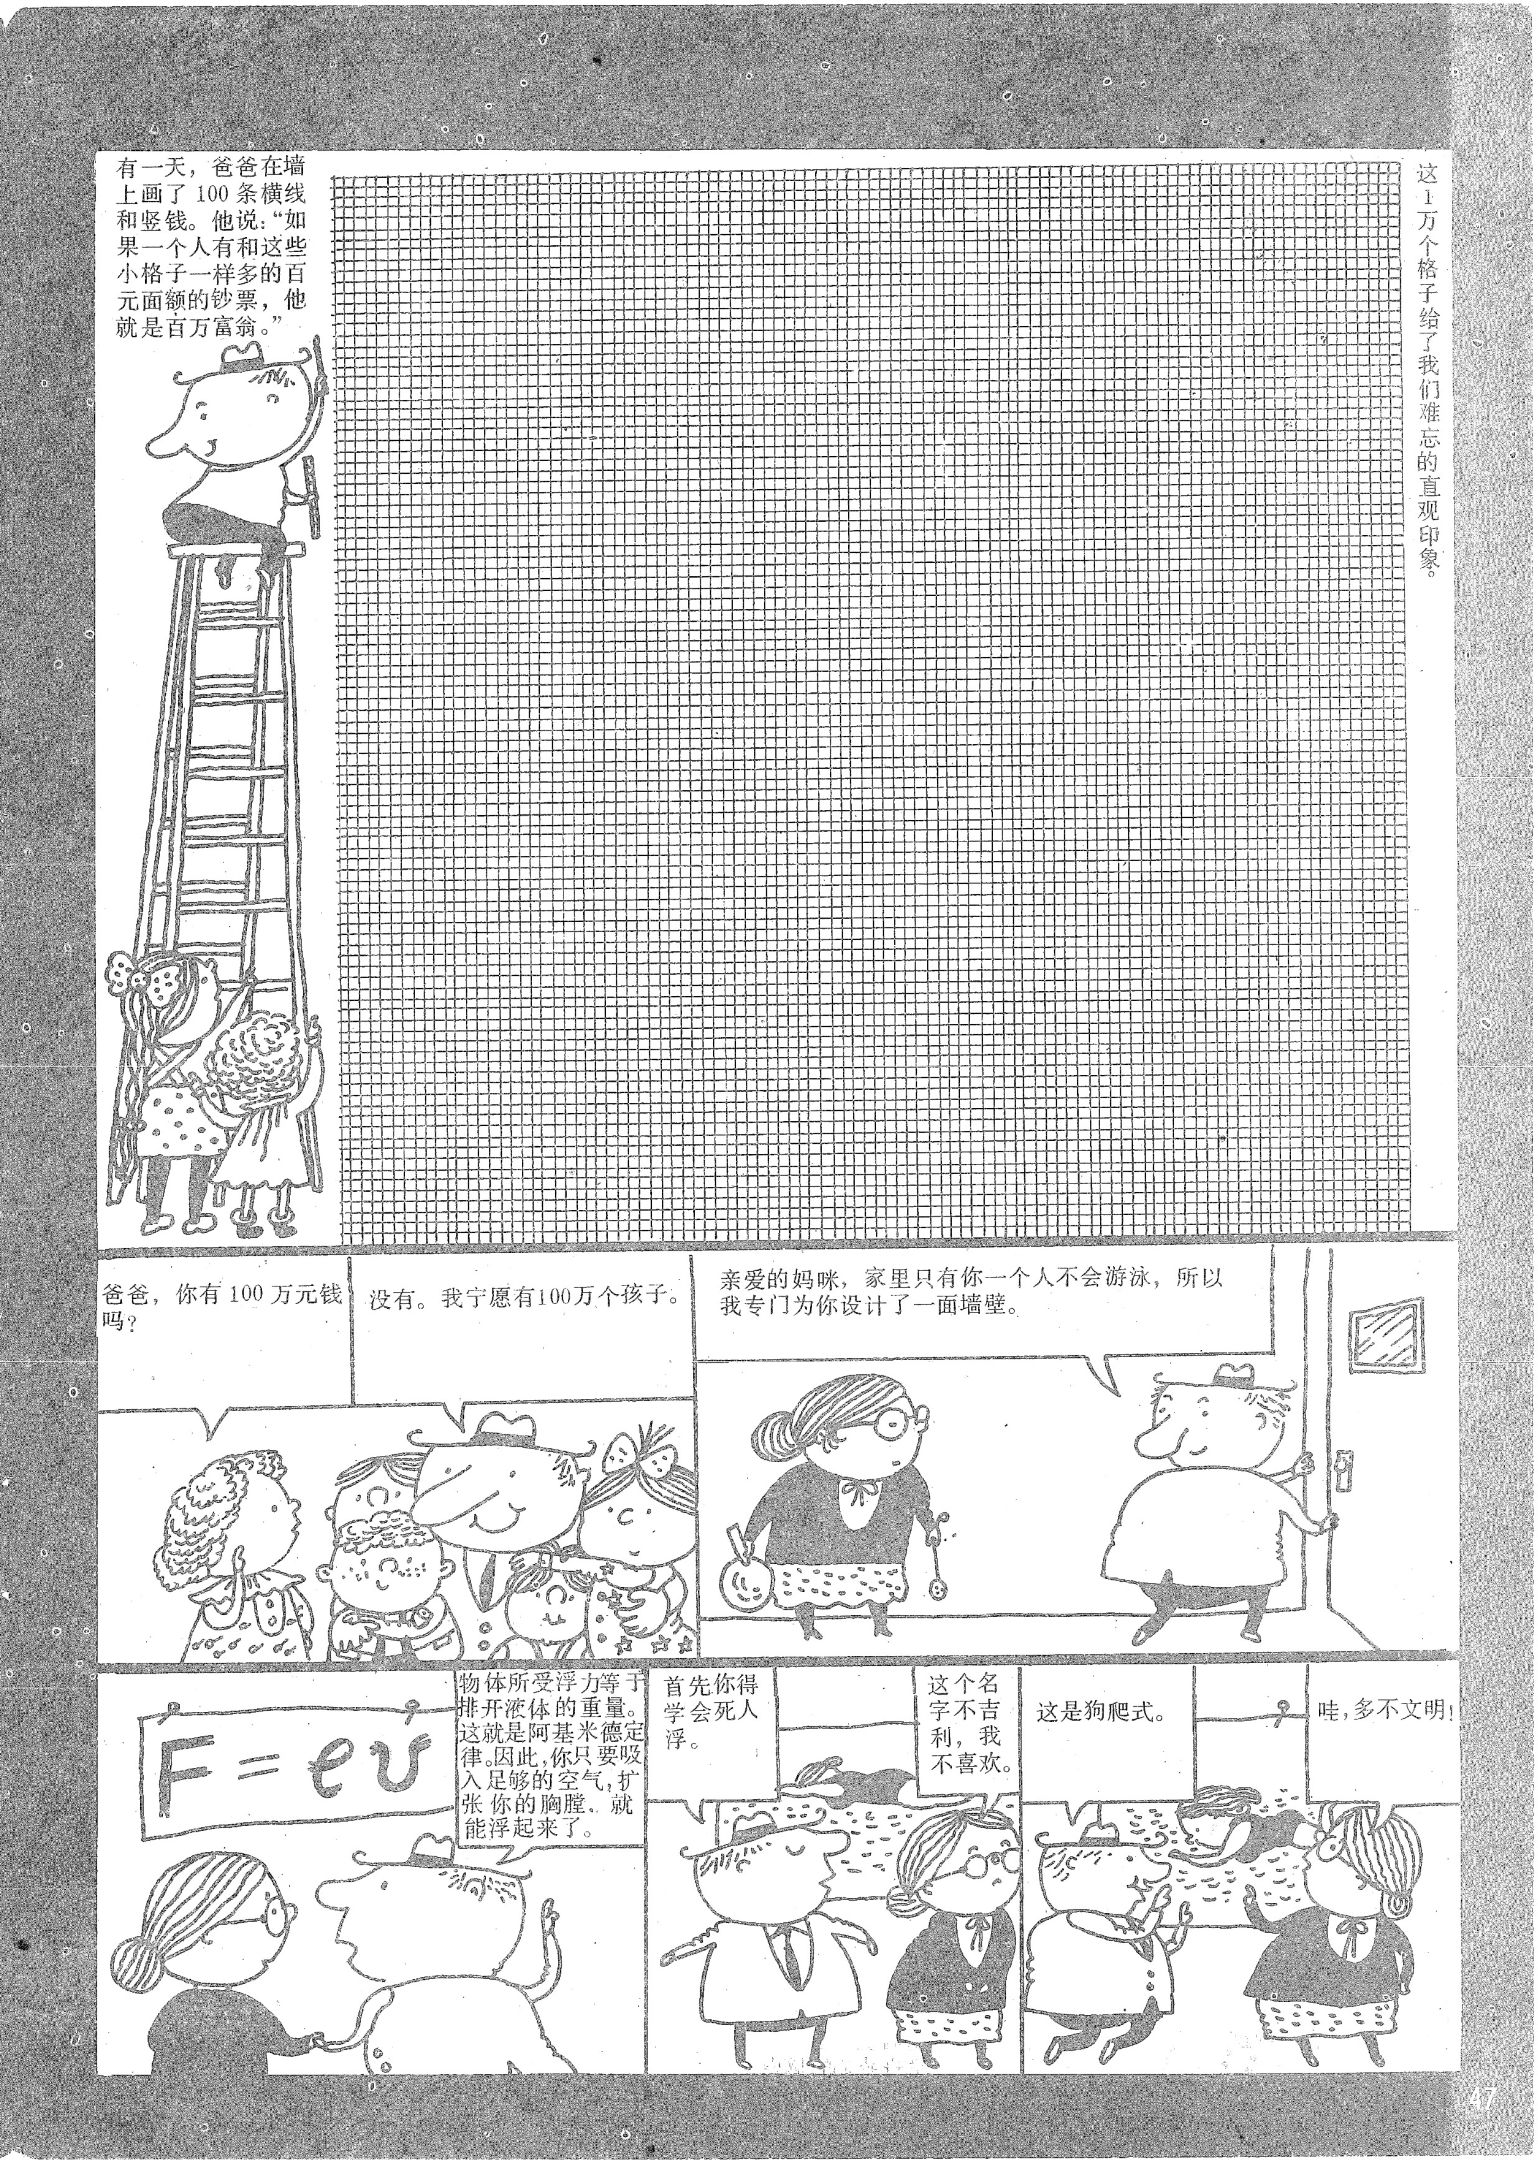 有一天，爸爸在墙
上画了 100 条横线
和竖钱。他说：“如
果一个人有和这些
小格子一样多的百
元面额的钞票，他
就是百万富翁。”
这1万个格子给了我们难忘的直观印象。
爸爸，你有 100 万元钱
吗？
没有。我宁愿有100万个孩子。
亲爱的妈咪，家里只有你一个人不会游泳，所以
我专门为你设计了一面墙壁。
F = ev
物体所受浮力等于
排开液体的重量。
这就是阿基米德定
律。因此，你只要吸
入足够的空气，扩
张你的胸膛，就
能浮起来了。
首先你得
学会死人
浮。
这个名
字不吉
利，我
不喜欢。
这是狗爬式。
哇，多不文明！
47